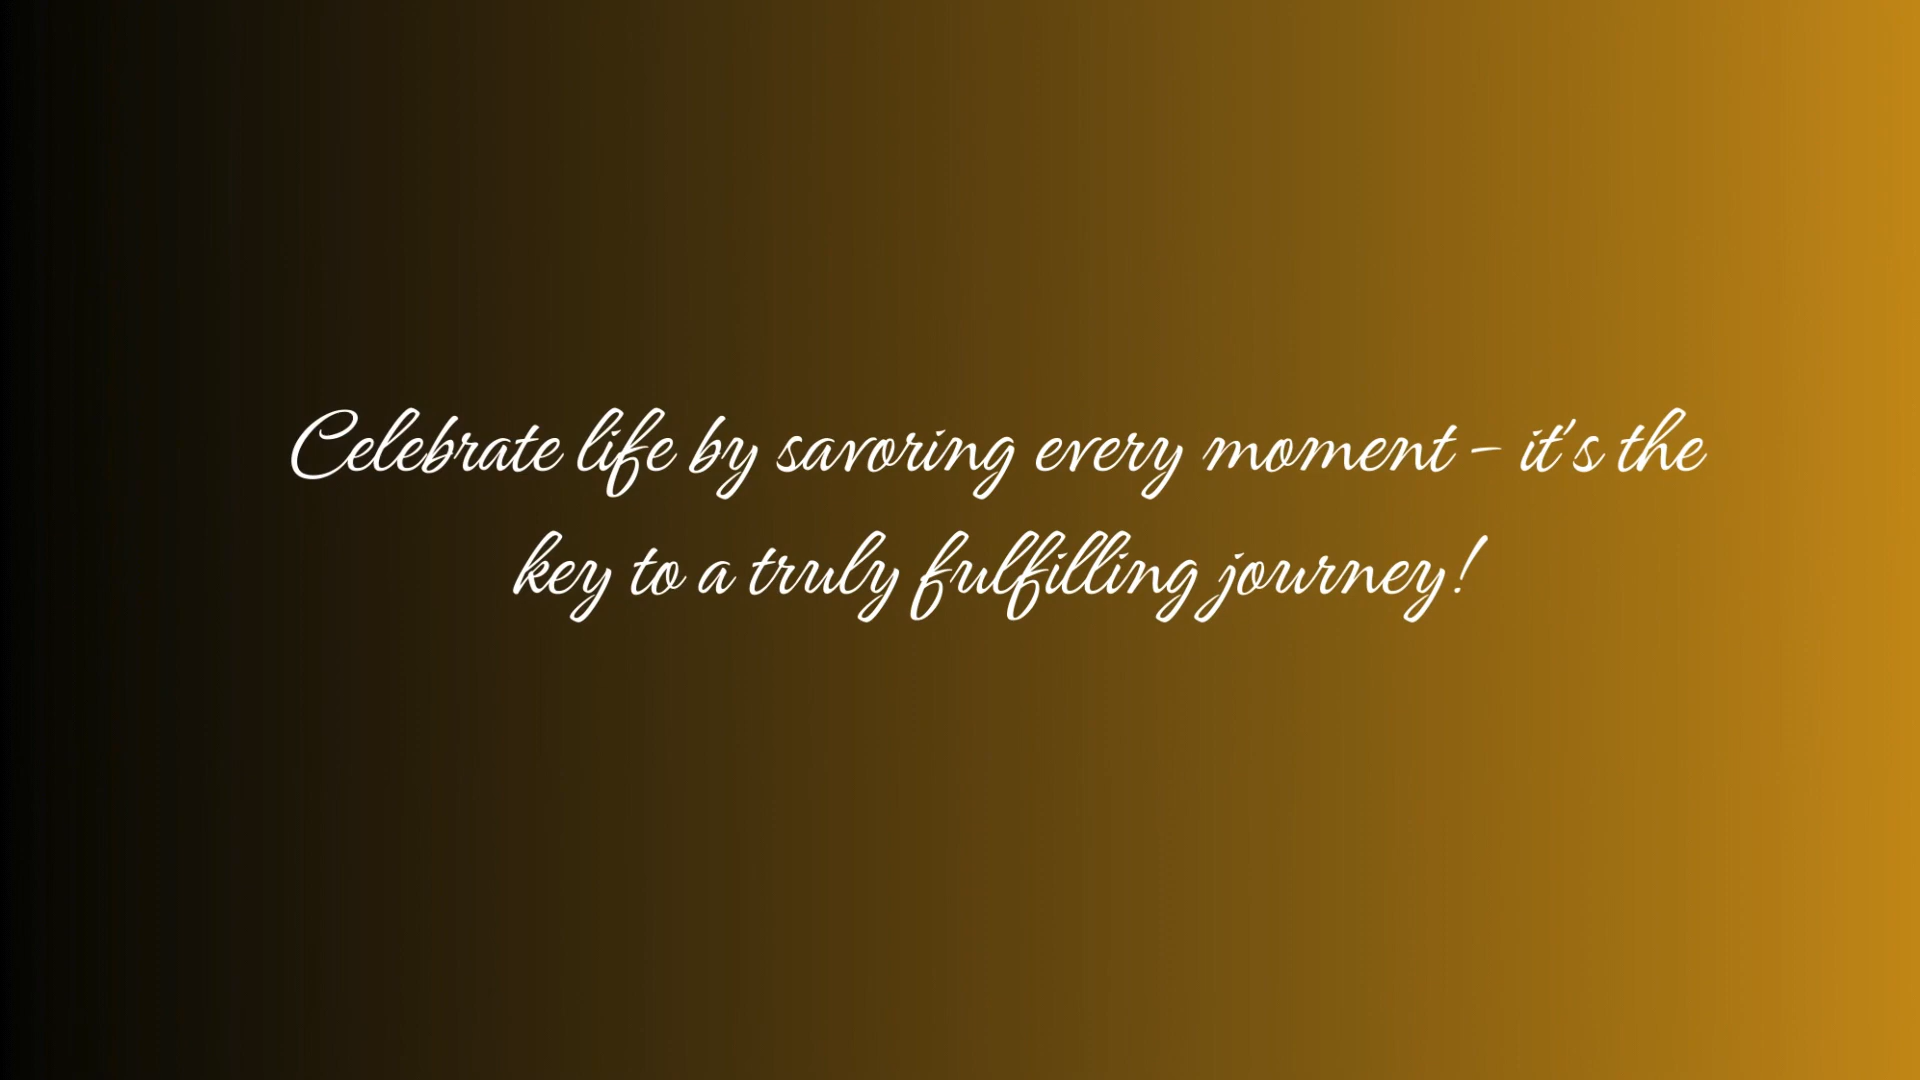 Celebrate life by savoring every moment - it's the
key to a truly fulfilling journey!